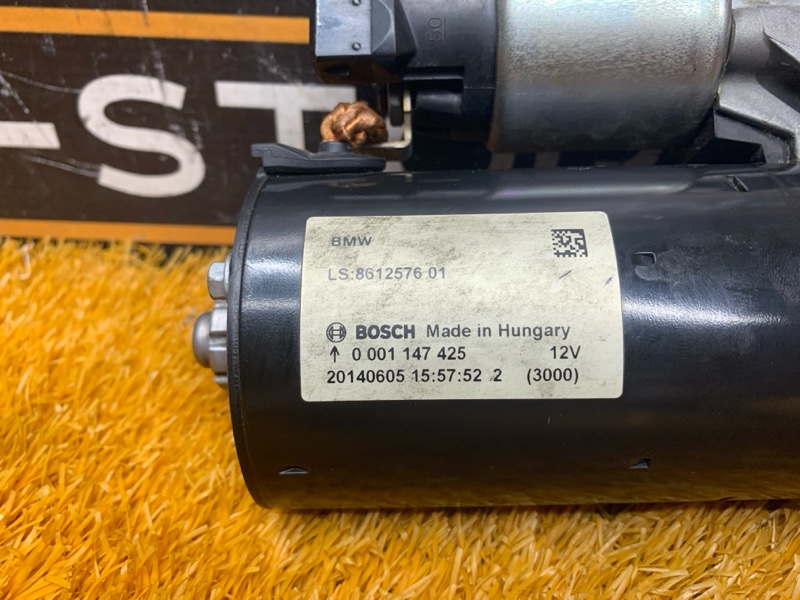 50
-ST
BMW
LS:8612576 01
BOSCH Made in Hungary
↑ 0 001 147 425 12V
20140605 15:57:52 2 (3000)